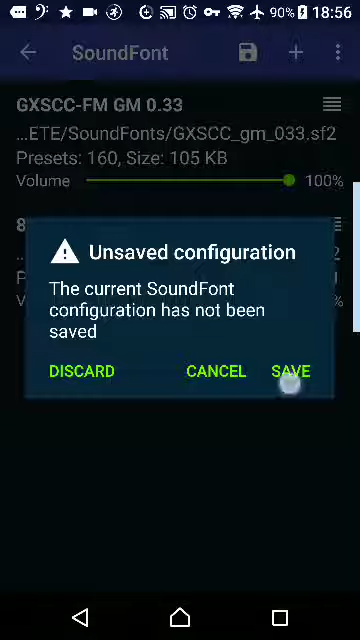 90% 18:56
SoundFont
GXSCC-FM GM 0.33
...ETE/SoundFonts/GXSCC_gm_033.sf2
Presets: 160, Size: 105 KB
Volume 100%
8
Unsaved configuration
The current SoundFont
configuration has not been
saved
DISCARD CANCEL SAVE